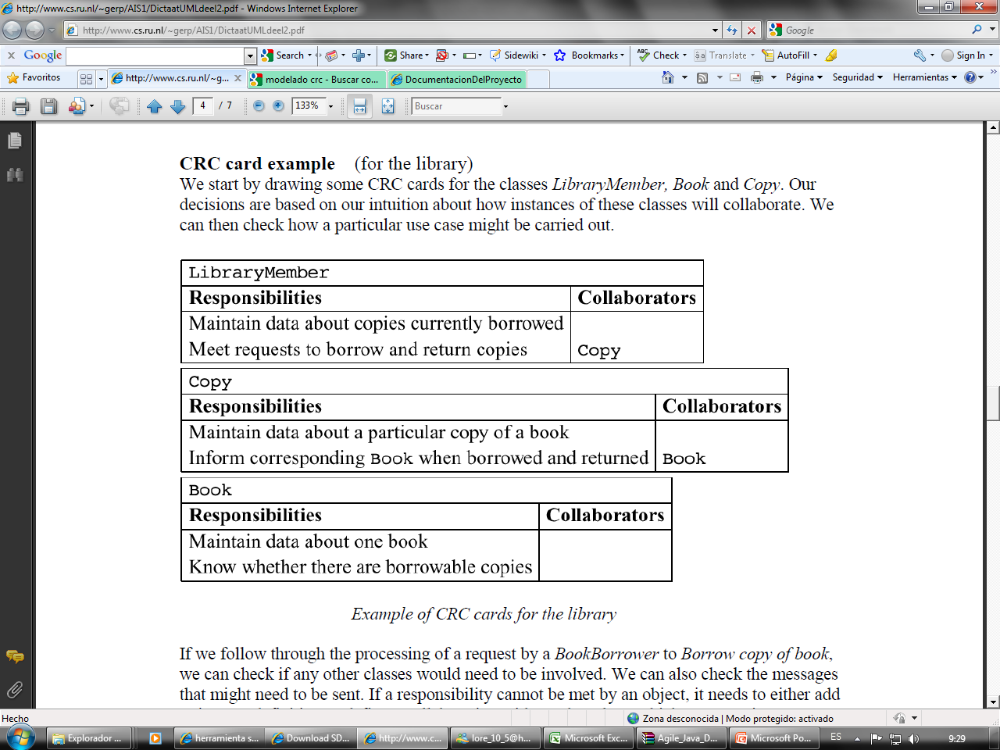 http://www.cs.ru.nl/~gerp/AIS1/DictaatUMLdeel2.pdf - Windows Internet Explorer
http://www.cs.ru.nl/~gerp/AIS1/DictaatUMLdeel2.pdf
Google
x Google Search Share Sidewiki Bookmarks Check Translate AutoFill Sign In
Favoritos http://www.cs.ru.nl/~g... modelado crc - Buscar co... DocumentacionDelProyecto Página Seguridad Herramientas
4 / 7 133% Buscar
CRC card example (for the library)
We start by drawing some CRC cards for the classes LibraryMember, Book and Copy. Our
decisions are based on our intuition about how instances of these classes will collaborate. We
can then check how a particular use case might be carried out.
LibraryMember
Responsibilities Collaborators
Maintain data about copies currently borrowed
Meet requests to borrow and return copies Copy
Copy
Responsibilities Collaborators
Maintain data about a particular copy of a book
Inform corresponding Book when borrowed and returned Book
Book
Responsibilities Collaborators
Maintain data about one book
Know whether there are borrowable copies
Example of CRC cards for the library
If we follow through the processing of a request by a BookBorrower to Borrow copy of book,
we can check if any other classes would need to be involved. We can also check the messages
that might need to be sent. If a responsibility cannot be met by an object, it needs to either add
Hecho Zona desconocida | Modo protegido: activado
Explorador ... herramienta s... Download SD... http://www.c... lore_10_5@h... Microsoft Exc... Agile_Java_D... Microsoft Po... ES 9:29